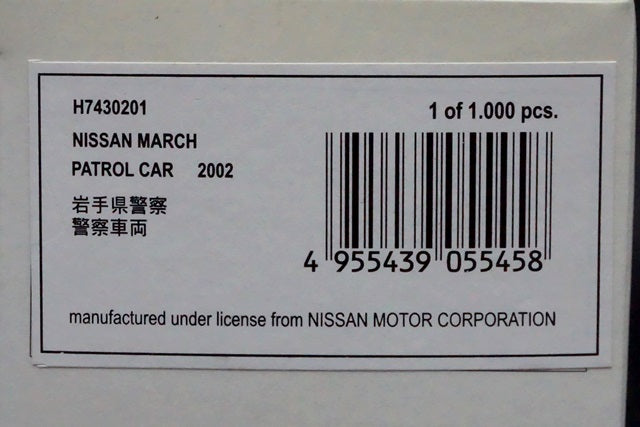 H7430201
1 of 1.000 pcs.
NISSAN MARCH
PATROL CAR 2002
岩手県警察
警察車両
4 955439 055458
manufactured under license from NISSAN MOTOR CORPORATION